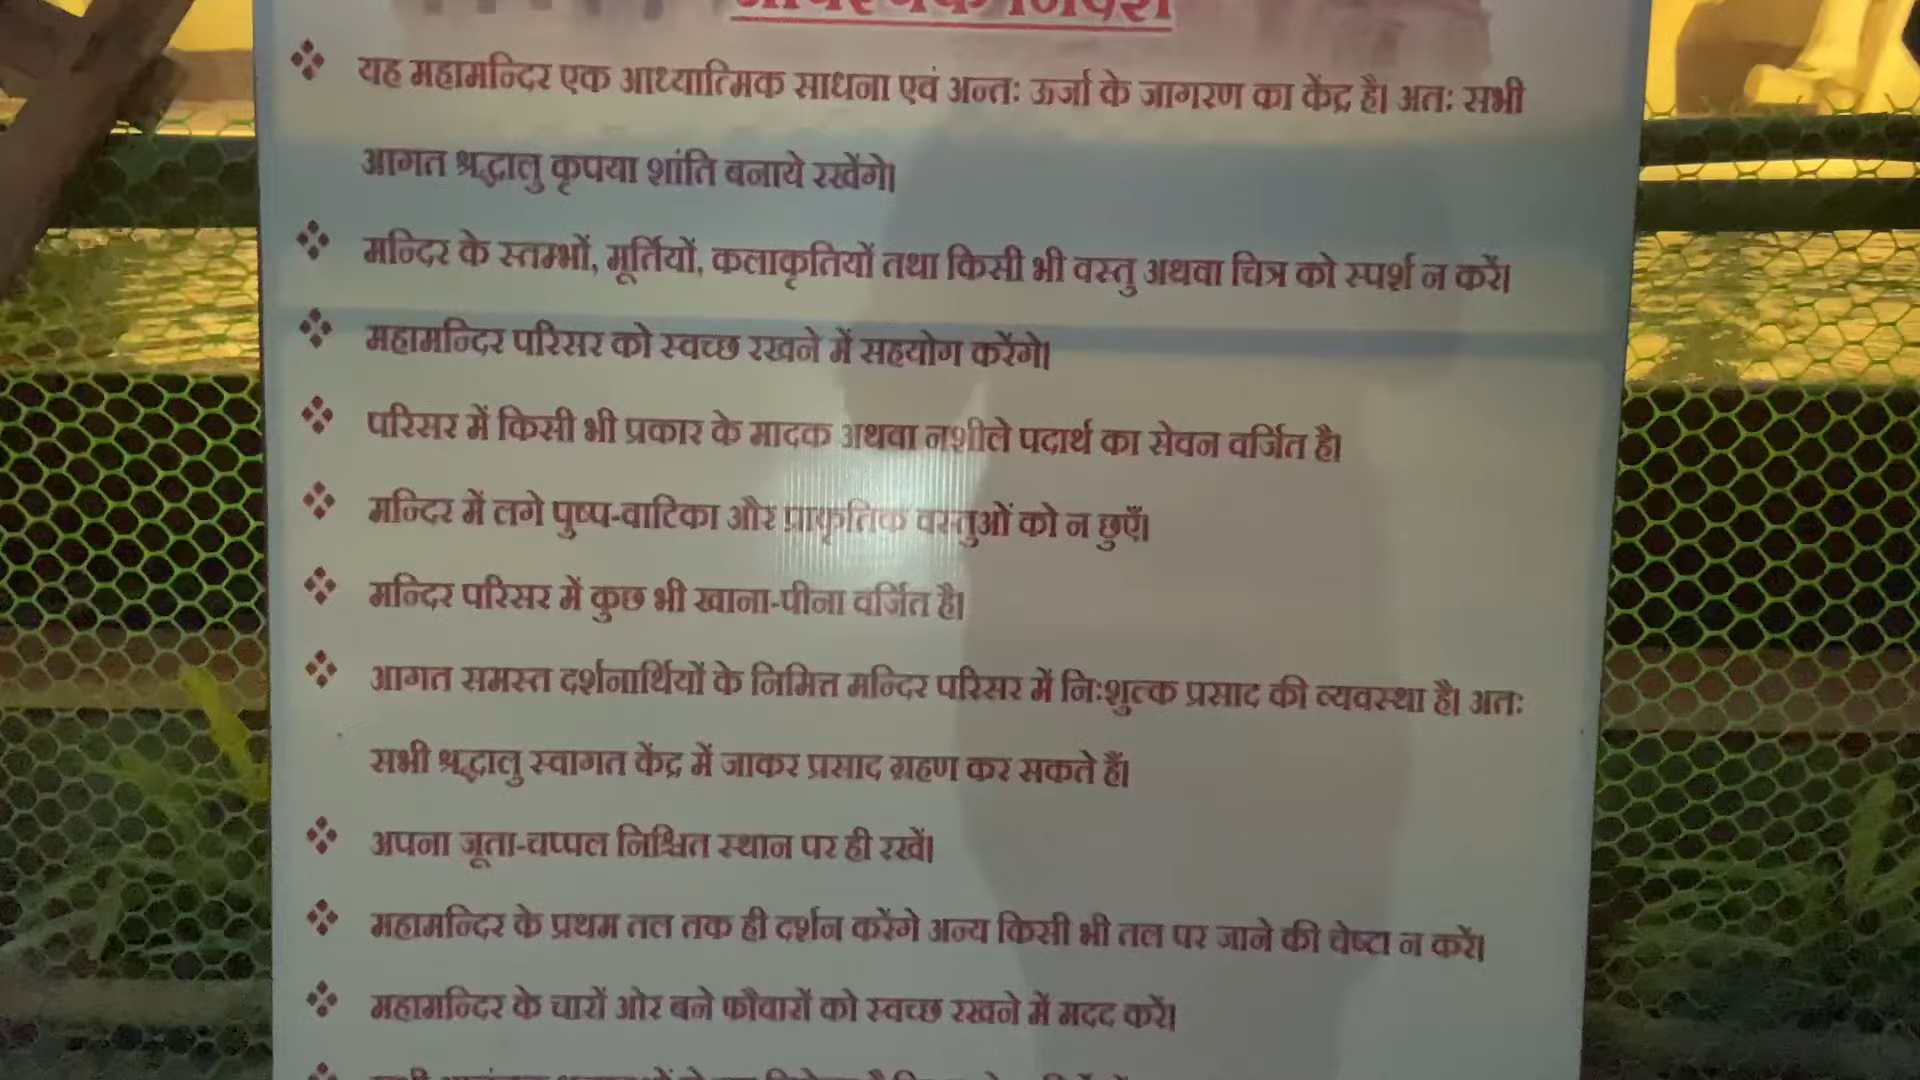 आवश्यक निर्देश
❖ यह महामन्दिर एक आध्यात्मिक साधना एवं अन्तः ऊर्जा के जागरण का केंद्र है। अतः सभी
आगत श्रद्धालु कृपया शांति बनाये रखेंगे।
❖ मन्दिर के स्तम्भों, मूर्तियों, कलाकृतियों तथा किसी भी वस्तु अथवा चित्र को स्पर्श न करें।
❖ महामन्दिर परिसर को स्वच्छ रखने में सहयोग करेंगे।
❖ परिसर में किसी भी प्रकार के मादक अथवा नशीले पदार्थ का सेवन वर्जित है।
❖ मन्दिर में लगे पुष्प-वाटिका और प्राकृतिक वस्तुओं को न छुएँ।
❖ मन्दिर परिसर में कुछ भी खाना-पीना वर्जित है।
❖ आगत समस्त दर्शनार्थियों के निमित्त मन्दिर परिसर में निःशुल्क प्रसाद की व्यवस्था है। अतः
सभी श्रद्धालु स्वागत केंद्र में जाकर प्रसाद ग्रहण कर सकते हैं।
❖ अपना जूता-चप्पल निश्चित स्थान पर ही रखें।
❖ महामन्दिर के प्रथम तल तक ही दर्शन करेंगे अन्य किसी भी तल पर जाने की चेष्टा न करें।
❖ महामन्दिर के चारों ओर बने फौवारों को स्वच्छ रखने में मदद करें।